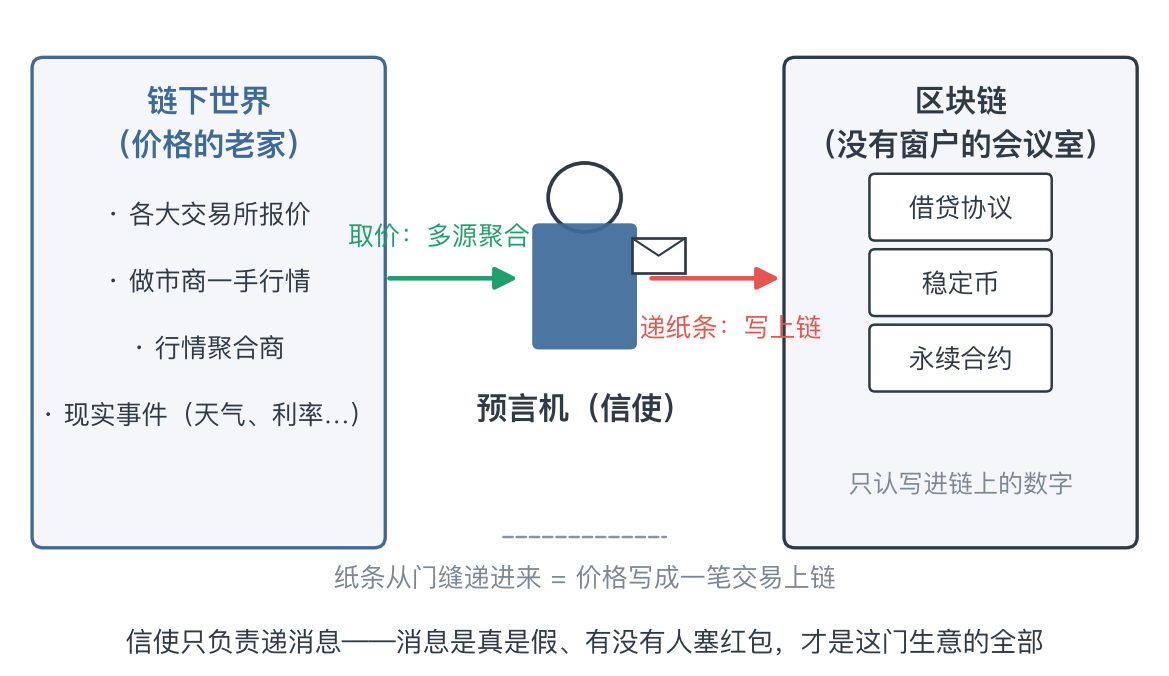 链下世界
（价格的老家）
· 各大交易所报价
· 做市商一手行情
· 行情聚合商
· 现实事件（天气、利率…）
取价：多源聚合
预言机（信使）
递纸条：写上链
区块链
（没有窗户的会议室）
借贷协议
稳定币
永续合约
只认写进链上的数字
纸条从门缝递进来 = 价格写成一笔交易上链
信使只负责递消息——消息是真是假、有没有人塞红包，才是这门生意的全部